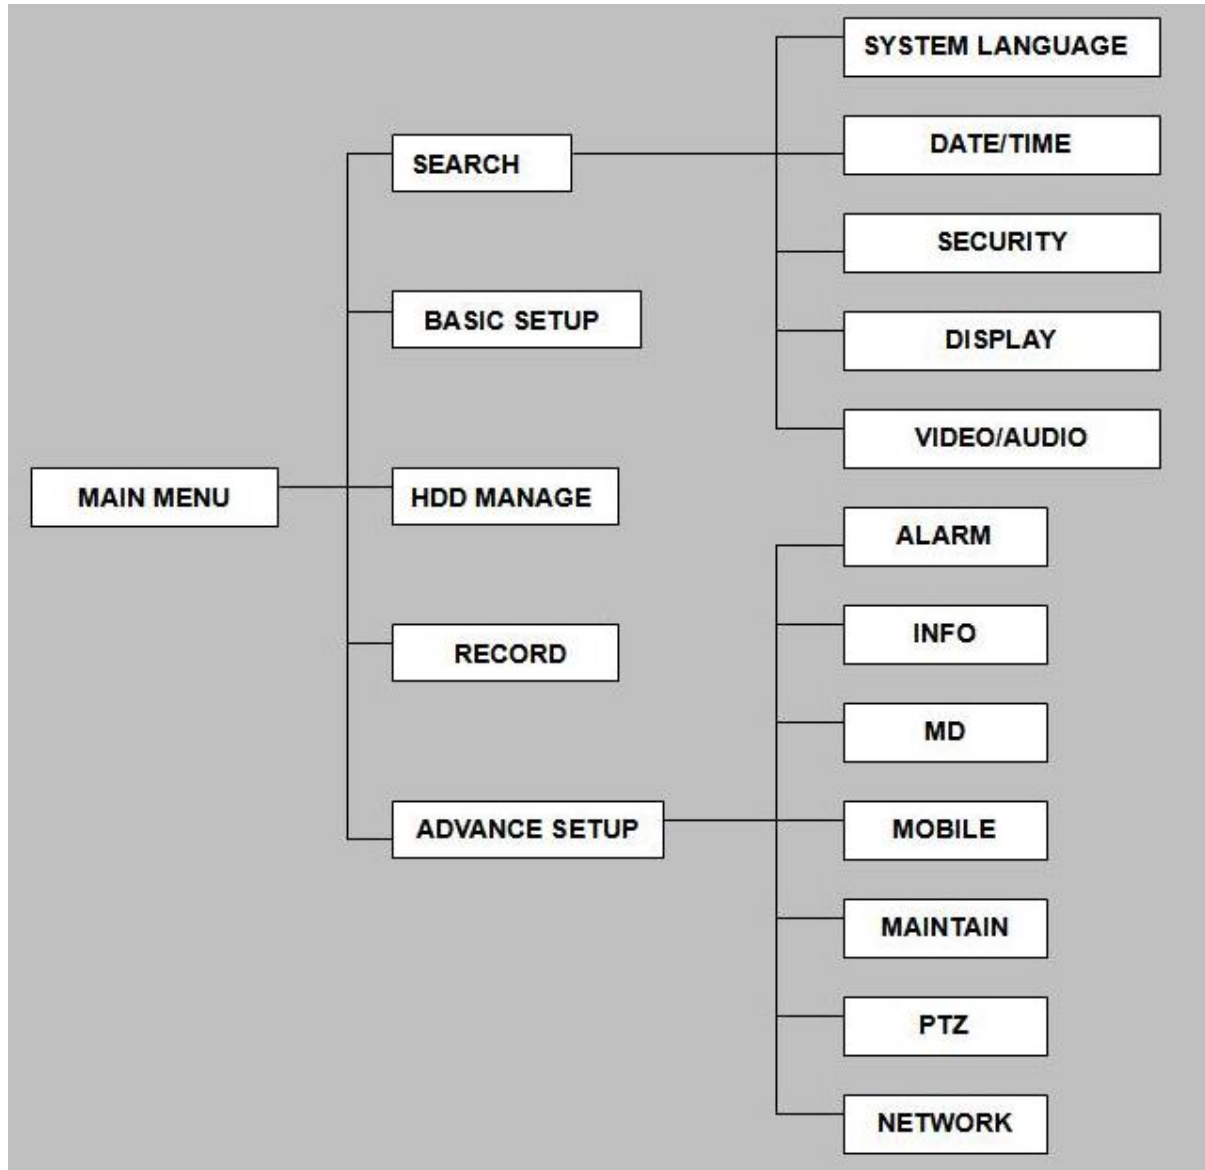 MAIN MENU
SEARCH
BASIC SETUP
HDD MANAGE
RECORD
ADVANCE SETUP
SYSTEM LANGUAGE
DATE/TIME
SECURITY
DISPLAY
VIDEO/AUDIO
ALARM
INFO
MD
MOBILE
MAINTAIN
PTZ
NETWORK